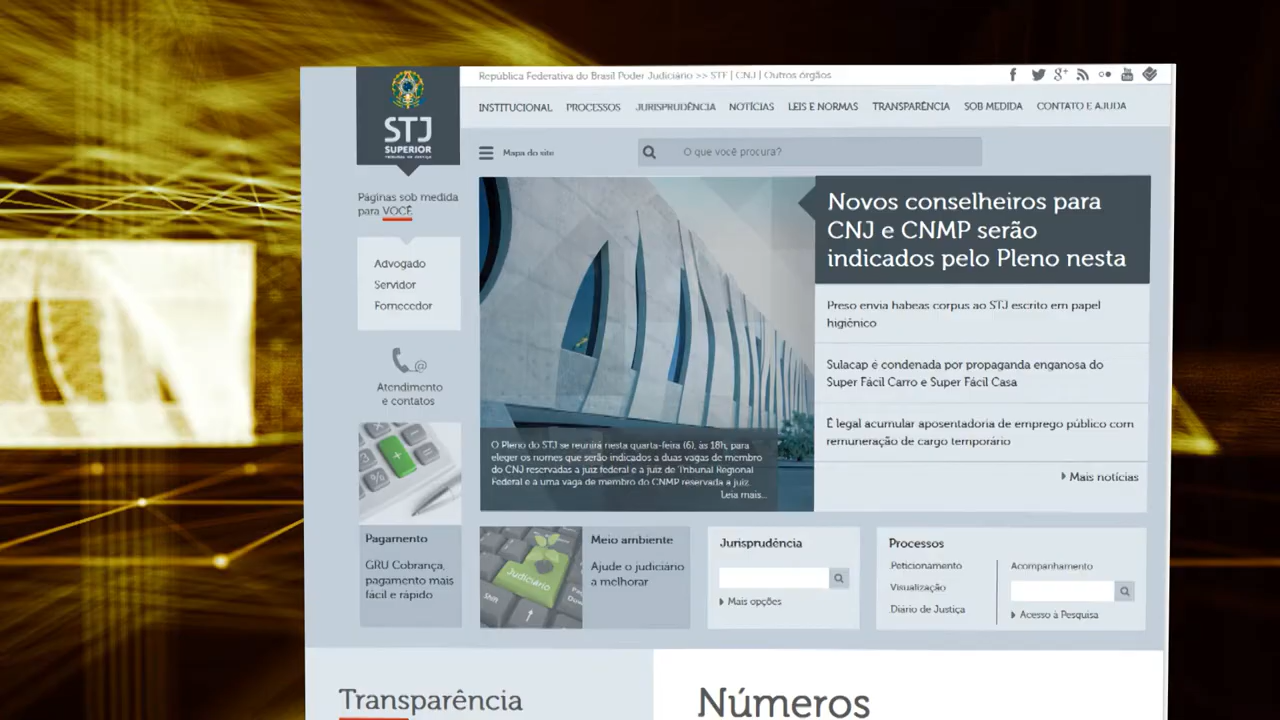 República Federativa do Brasil Poder Judiciário >> STF | CNJ | Outros órgãos
STJ
SUPERIOR
TRIBUNAL DE JUSTIÇA
INSTITUCIONAL PROCESSOS JURISPRUDÊNCIA NOTÍCIAS LEIS E NORMAS TRANSPARÊNCIA SOB MEDIDA CONTATO E AJUDA
Mapa do site
O que você procura?
Páginas sob medida
para VOCÊ
Advogado
Servidor
Fornecedor
Atendimento
e contatos
Pagamento
GRU Cobrança,
pagamento mais
fácil e rápido
O Pleno do STJ se reunirá nesta quarta-feira (6), às 18h, para
eleger os nomes que serão indicados a duas vagas de membro
do CNJ reservadas a juiz federal e a juiz de Tribunal Regional
Federal e a uma vaga de membro do CNMP reservada a juiz.
Leia mais...
Novos conselheiros para
CNJ e CNMP serão
indicados pelo Pleno nesta
Preso envia habeas corpus ao STJ escrito em papel
higiênico
Sulacap é condenada por propaganda enganosa do
Super Fácil Carro e Super Fácil Casa
É legal acumular aposentadoria de emprego público com
remuneração de cargo temporário
Mais notícias
Judiciário
Shift
Meio ambiente
Ajude o judiciário
a melhorar
Jurisprudência
Mais opções
Processos
Peticionamento
Visualização
Diário de Justiça
Acompanhamento
Acesso à Pesquisa
Transparência
Números